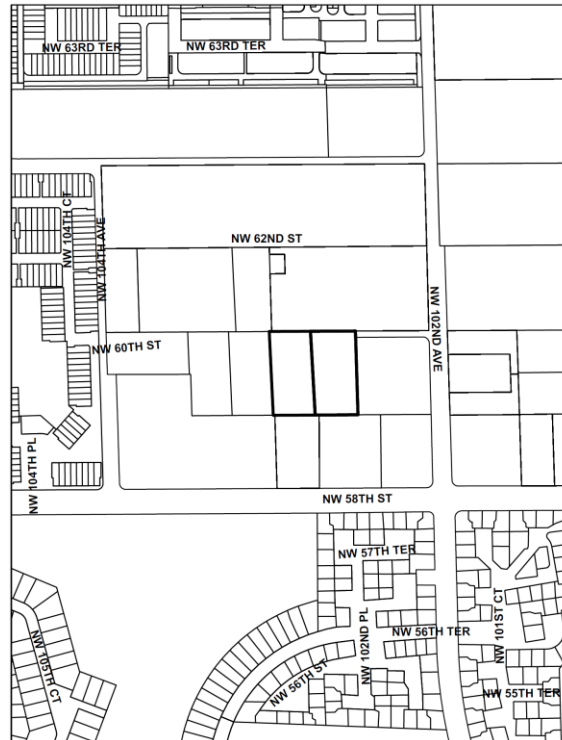 NW 63RD TER
NW 63RD TER
NW 104TH CT
NW 104TH AVE
NW 62ND ST
NW 102ND AVE
NW 60TH ST
NW 104TH PL
NW 58TH ST
NW 57TH TER
NW 102ND PL
NW 101ST CT
NW 56TH TER
NW 105TH CT
NW 56TH ST
NW 55TH TER